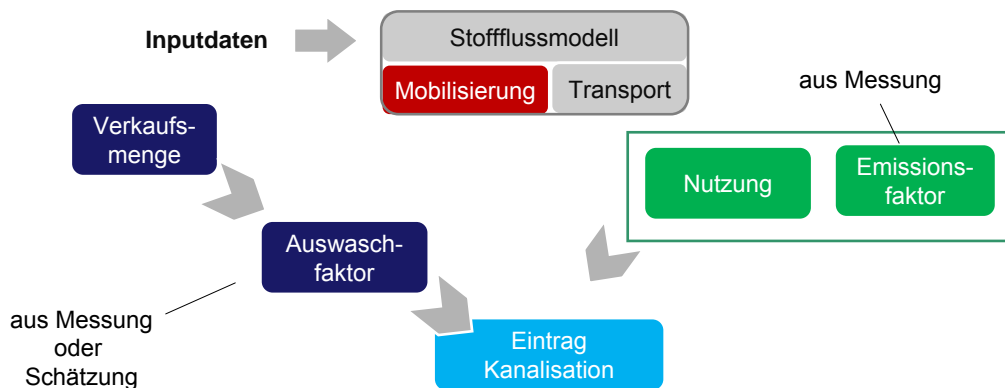 Inputdaten
Stoffflussmodell
Mobilisierung
Transport
aus Messung
Verkaufs-
menge
Nutzung
Emissions-
faktor
Auswasch-
faktor
aus Messung
oder
Schätzung
Eintrag
Kanalisation